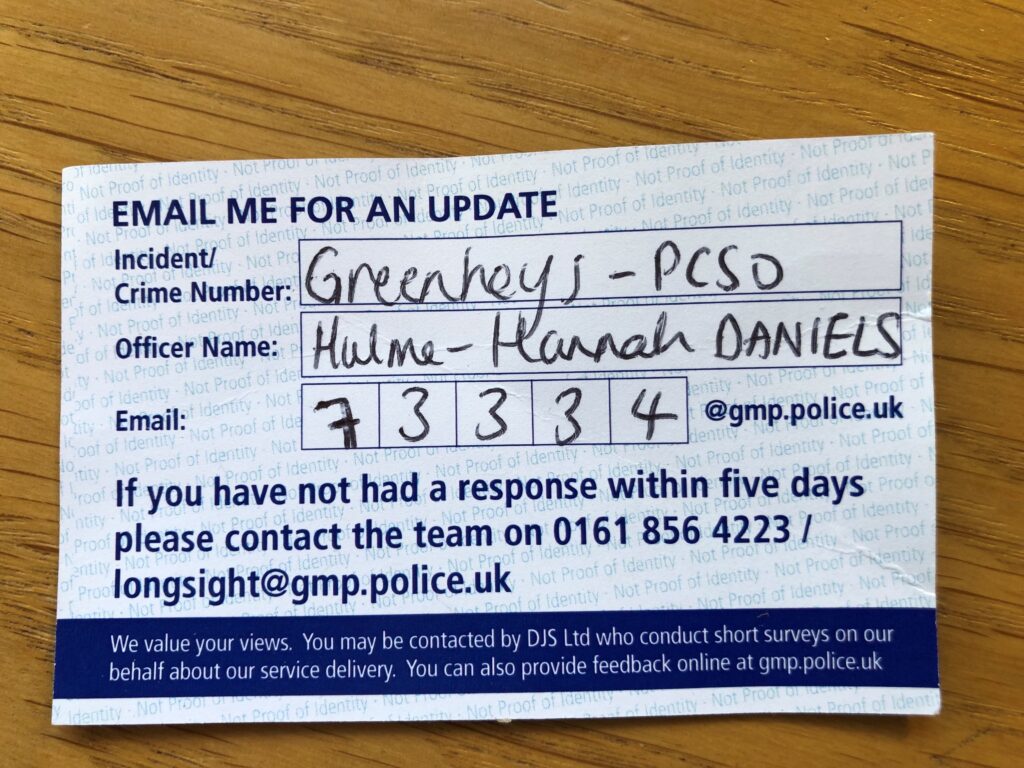 EMAIL ME FOR AN UPDATE
Incident/
Crime Number: Greenheys - PCSO
Officer Name: Hulme - Hannah DANIELS
Email: 7 3 3 3 4 @gmp.police.uk
If you have not had a response within five days
please contact the team on 0161 856 4223 /
longsight@gmp.police.uk
We value your views. You may be contacted by DJS Ltd who conduct short surveys on our
behalf about our service delivery. You can also provide feedback online at gmp.police.uk